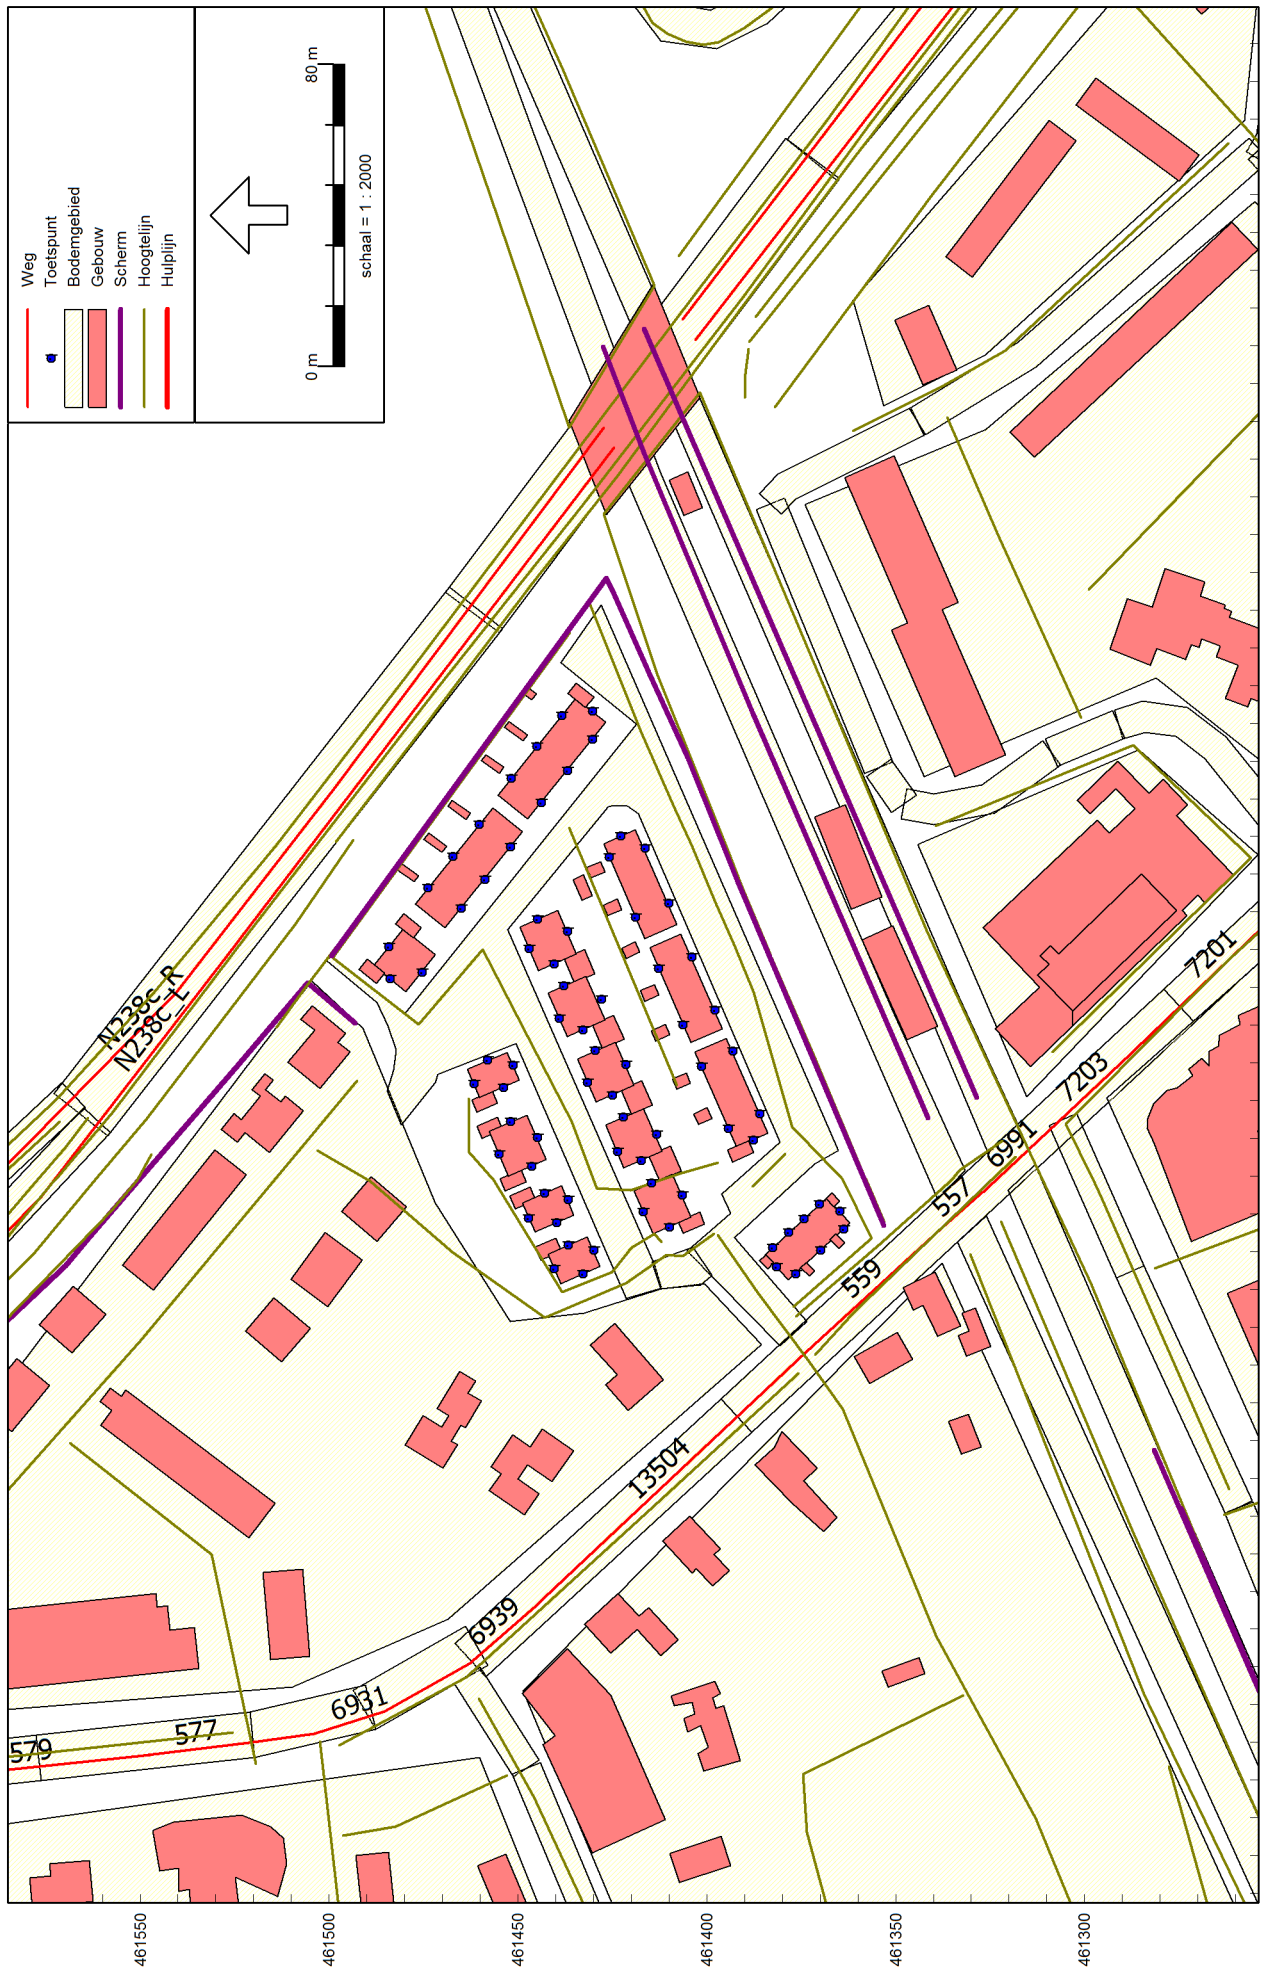 Weg
Toetspunt
Bodemgebied
Gebouw
Scherm
Hoogtelijn
Hulplijn
0 m
80 m
schaal = 1 : 2000
N238c_R
N238c_L
7201
7203
6991
557
559
13504
6939
6931
577
579
461550
461500
461450
461400
461350
461300